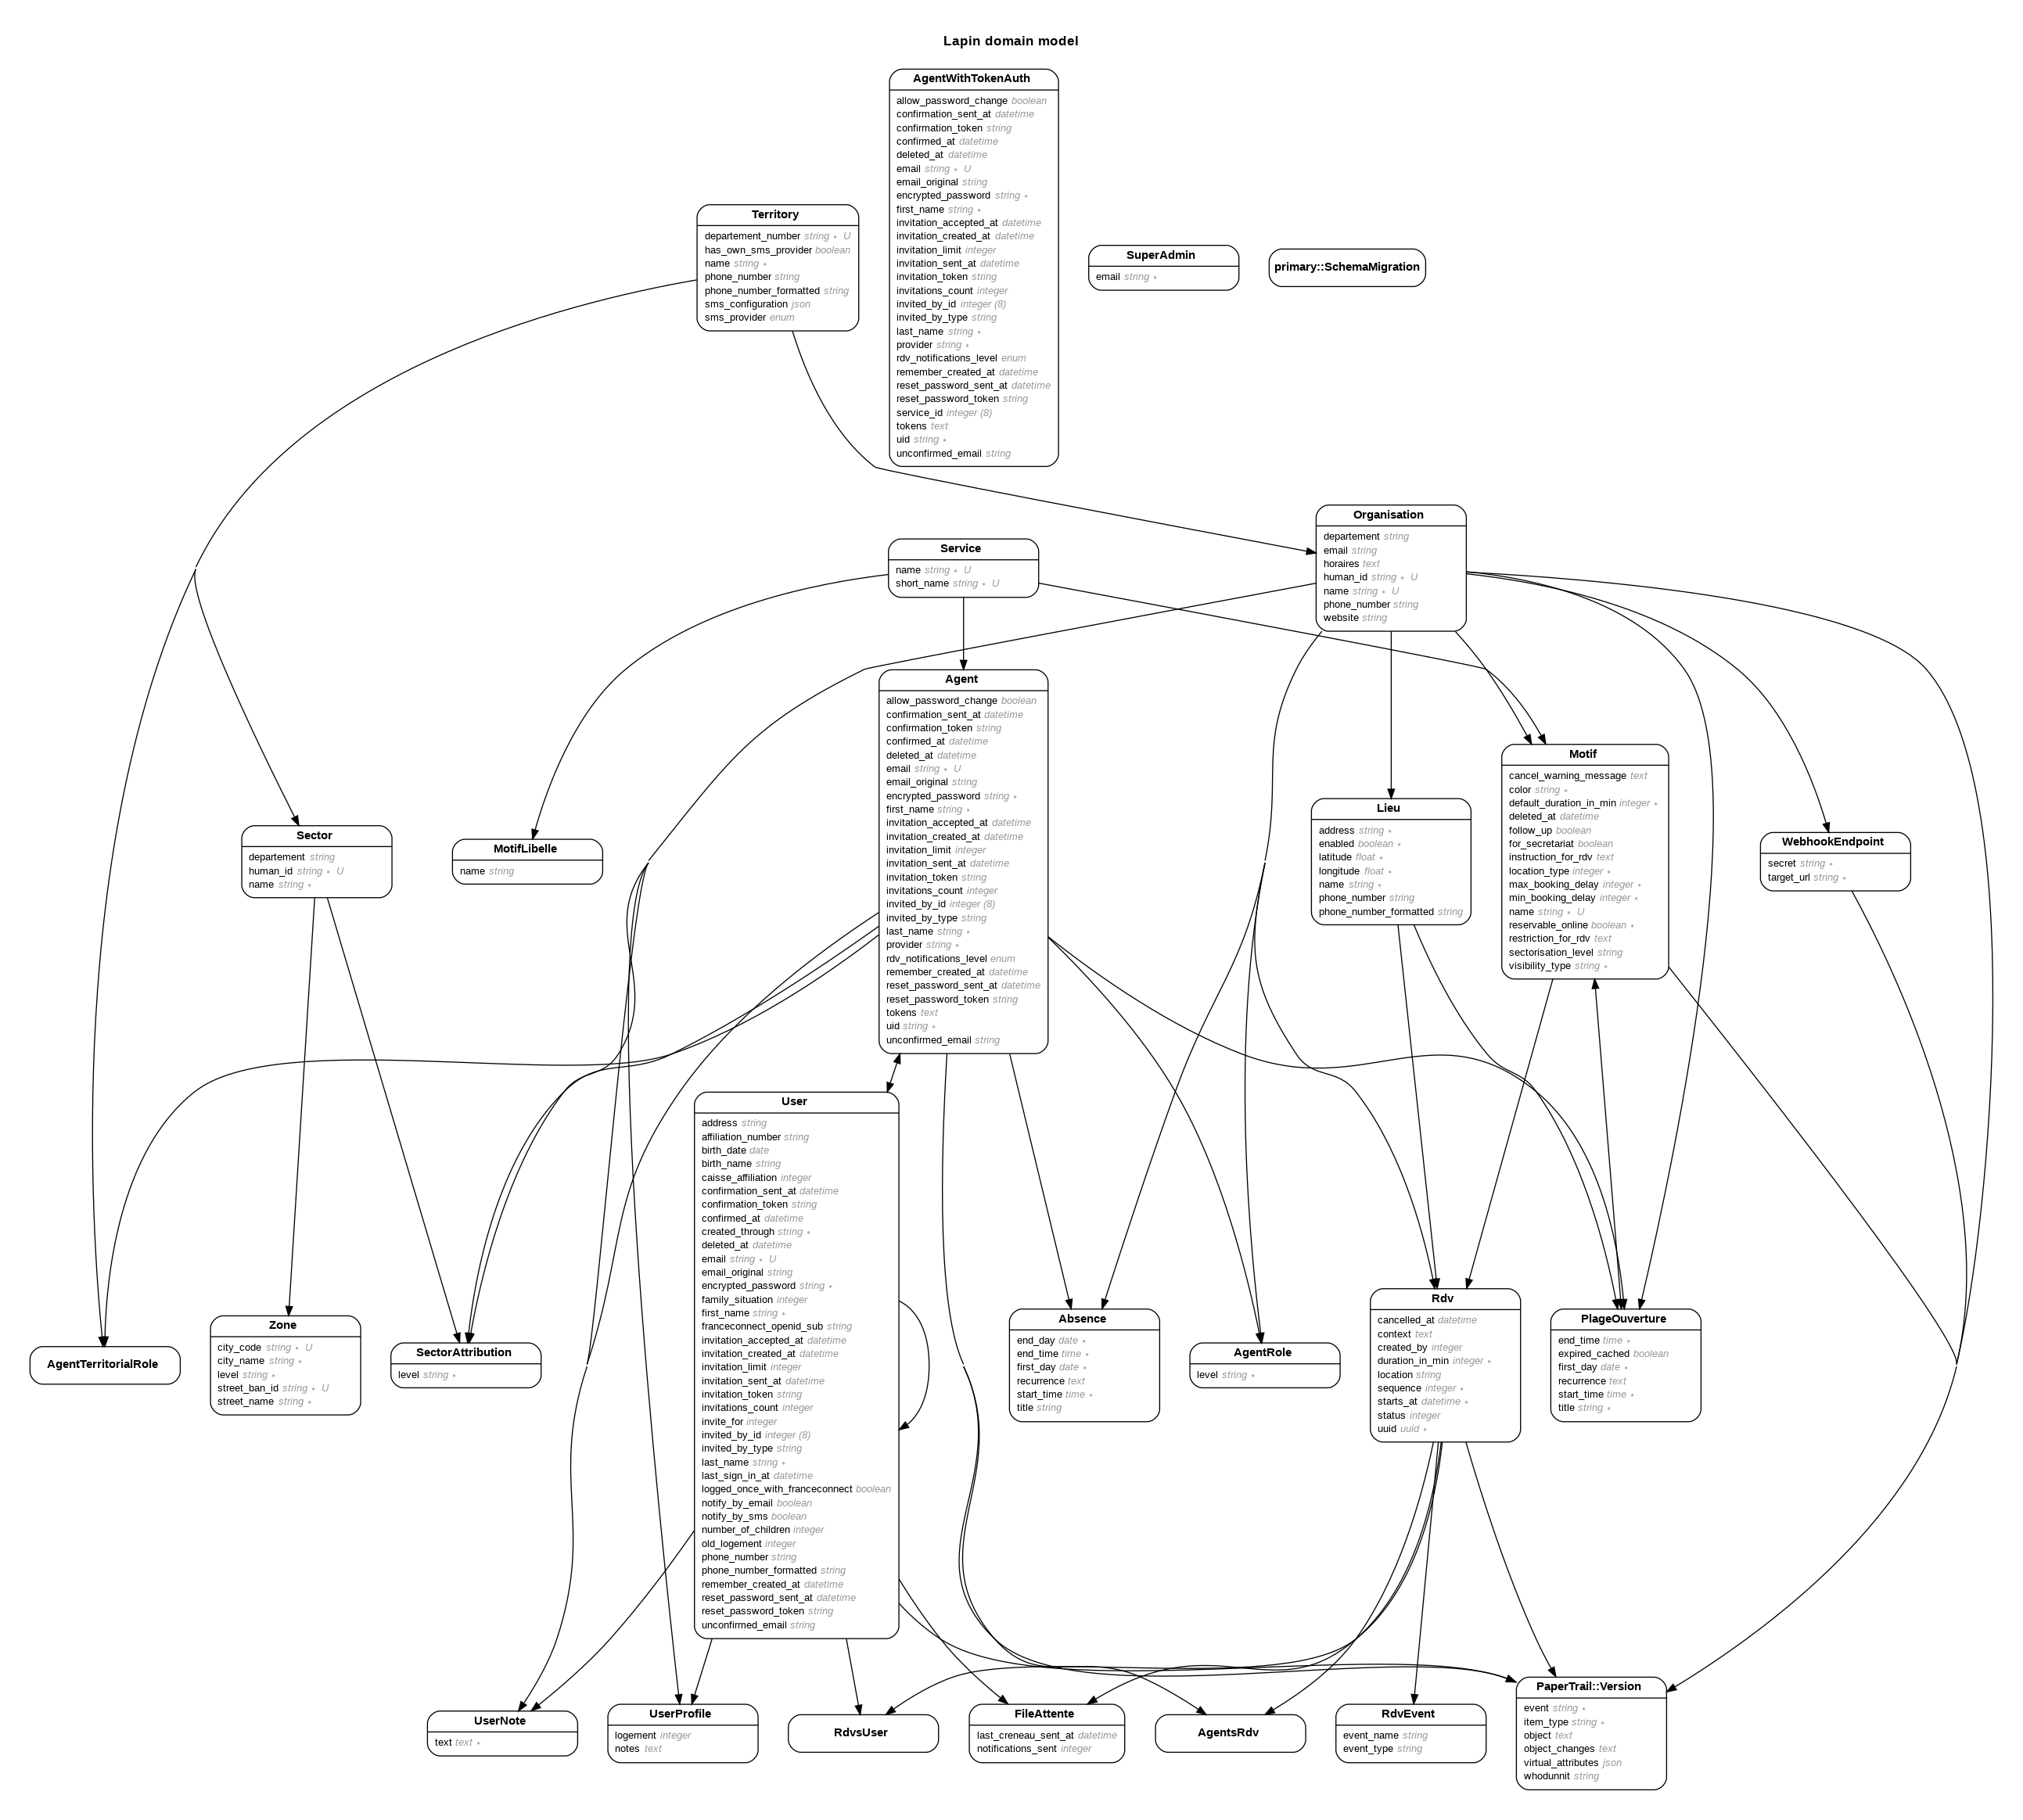 Lapin domain model
AgentWithTokenAuth
allow_password_change boolean
confirmation_sent_at datetime
confirmation_token string
confirmed_at datetime
deleted_at datetime
email string ∗ U
email_original string
encrypted_password string ∗
first_name string ∗
invitation_accepted_at datetime
invitation_created_at datetime
invitation_limit integer
invitation_sent_at datetime
invitation_token string
invitations_count integer
invited_by_id integer (8)
invited_by_type string
last_name string ∗
provider string ∗
rdv_notifications_level enum
remember_created_at datetime
reset_password_sent_at datetime
reset_password_token string
service_id integer (8)
tokens text
uid string ∗
unconfirmed_email string
Territory
departement_number string ∗ U
has_own_sms_provider boolean
name string ∗
phone_number string
phone_number_formatted string
sms_configuration json
sms_provider enum
SuperAdmin
email string ∗
primary::SchemaMigration
Organisation
departement string
email string
horaires text
human_id string ∗ U
name string ∗ U
phone_number string
website string
Service
name string ∗ U
short_name string ∗ U
Agent
allow_password_change boolean
confirmation_sent_at datetime
confirmation_token string
confirmed_at datetime
deleted_at datetime
email string ∗ U
email_original string
encrypted_password string ∗
first_name string ∗
invitation_accepted_at datetime
invitation_created_at datetime
invitation_limit integer
invitation_sent_at datetime
invitation_token string
invitations_count integer
invited_by_id integer (8)
invited_by_type string
last_name string ∗
provider string ∗
rdv_notifications_level enum
remember_created_at datetime
reset_password_sent_at datetime
reset_password_token string
tokens text
uid string ∗
unconfirmed_email string
Motif
cancel_warning_message text
color string ∗
default_duration_in_min integer ∗
deleted_at datetime
follow_up boolean
for_secretariat boolean
instruction_for_rdv text
location_type integer ∗
max_booking_delay integer ∗
min_booking_delay integer ∗
name string ∗ U
reservable_online boolean ∗
restriction_for_rdv text
sectorisation_level string
visibility_type string ∗
Lieu
address string ∗
enabled boolean ∗
latitude float ∗
longitude float ∗
name string ∗
phone_number string
phone_number_formatted string
Sector
departement string
human_id string ∗ U
name string ∗
MotifLibelle
name string
WebhookEndpoint
secret string ∗
target_url string ∗
User
address string
affiliation_number string
birth_date date
birth_name string
caisse_affiliation integer
confirmation_sent_at datetime
confirmation_token string
confirmed_at datetime
created_through string ∗
deleted_at datetime
email string ∗ U
email_original string
encrypted_password string ∗
family_situation integer
first_name string ∗
franceconnect_openid_sub string
invitation_accepted_at datetime
invitation_created_at datetime
invitation_limit integer
invitation_sent_at datetime
invitation_token string
invitations_count integer
invite_for integer
invited_by_id integer (8)
invited_by_type string
last_name string ∗
last_sign_in_at datetime
logged_once_with_franceconnect boolean
notify_by_email boolean
notify_by_sms boolean
number_of_children integer
old_logement integer
phone_number string
phone_number_formatted string
remember_created_at datetime
reset_password_sent_at datetime
reset_password_token string
unconfirmed_email string
AgentTerritorialRole
Zone
city_code string ∗ U
city_name string ∗
level string ∗
street_ban_id string ∗ U
street_name string ∗
SectorAttribution
level string ∗
Absence
end_day date ∗
end_time time ∗
first_day date ∗
recurrence text
start_time time ∗
title string
AgentRole
level string ∗
Rdv
cancelled_at datetime
context text
created_by integer
duration_in_min integer ∗
location string
sequence integer ∗
starts_at datetime ∗
status integer
uuid uuid ∗
PlageOuverture
end_time time ∗
expired_cached boolean
first_day date ∗
recurrence text
start_time time ∗
title string ∗
UserNote
text text ∗
UserProfile
logement integer
notes text
RdvsUser
FileAttente
last_creneau_sent_at datetime
notifications_sent integer
AgentsRdv
RdvEvent
event_name string
event_type string
PaperTrail::Version
event string ∗
item_type string ∗
object text
object_changes text
virtual_attributes json
whodunnit string